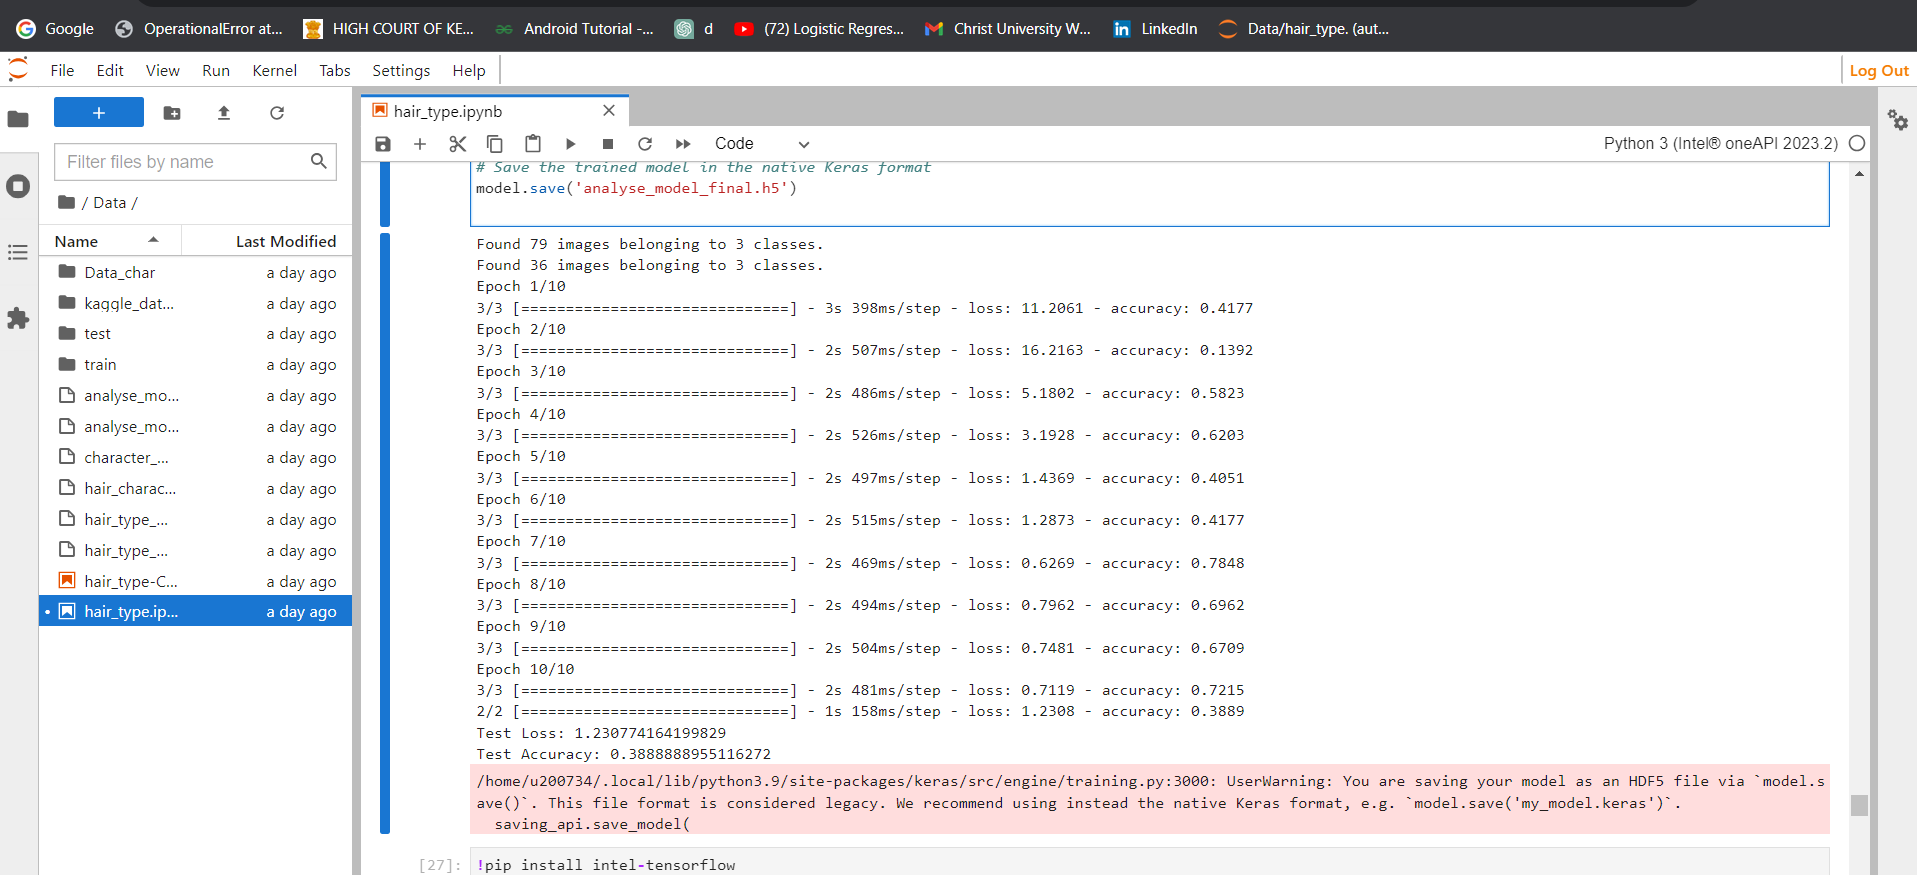 Google
OperationalError at...
HIGH COURT OF KE...
Android Tutorial -...
d
(72) Logistic Regres...
Christ University W...
LinkedIn
Data/hair_type. (aut...
File Edit View Run Kernel Tabs Settings Help
Log Out
+
Filter files by name
/ Data /
Name Last Modified
Data_char a day ago
kaggle_dat... a day ago
test a day ago
train a day ago
analyse_mo... a day ago
analyse_mo... a day ago
character_... a day ago
hair_charac... a day ago
hair_type_... a day ago
hair_type_... a day ago
hair_type-C... a day ago
hair_type.ip... a day ago
hair_type.ipynb
Code
Python 3 (Intel® oneAPI 2023.2)
# Save the trained model in the native Keras format
model.save('analyse_model_final.h5')
Found 79 images belonging to 3 classes.
Found 36 images belonging to 3 classes.
Epoch 1/10
3/3 [==============================] - 3s 398ms/step - loss: 11.2061 - accuracy: 0.4177
Epoch 2/10
3/3 [==============================] - 2s 507ms/step - loss: 16.2163 - accuracy: 0.1392
Epoch 3/10
3/3 [==============================] - 2s 486ms/step - loss: 5.1802 - accuracy: 0.5823
Epoch 4/10
3/3 [==============================] - 2s 526ms/step - loss: 3.1928 - accuracy: 0.6203
Epoch 5/10
3/3 [==============================] - 2s 497ms/step - loss: 1.4369 - accuracy: 0.4051
Epoch 6/10
3/3 [==============================] - 2s 515ms/step - loss: 1.2873 - accuracy: 0.4177
Epoch 7/10
3/3 [==============================] - 2s 469ms/step - loss: 0.6269 - accuracy: 0.7848
Epoch 8/10
3/3 [==============================] - 2s 494ms/step - loss: 0.7962 - accuracy: 0.6962
Epoch 9/10
3/3 [==============================] - 2s 504ms/step - loss: 0.7481 - accuracy: 0.6709
Epoch 10/10
3/3 [==============================] - 2s 481ms/step - loss: 0.7119 - accuracy: 0.7215
2/2 [==============================] - 1s 158ms/step - loss: 1.2308 - accuracy: 0.3889
Test Loss: 1.230774164199829
Test Accuracy: 0.3888888955116272
/home/u200734/.local/lib/python3.9/site-packages/keras/src/engine/training.py:3000: UserWarning: You are saving your model as an HDF5 file via `model.s
ave()`. This file format is considered legacy. We recommend using instead the native Keras format, e.g. `model.save('my_model.keras')`.
saving_api.save_model(
[27]: !pip install intel-tensorflow